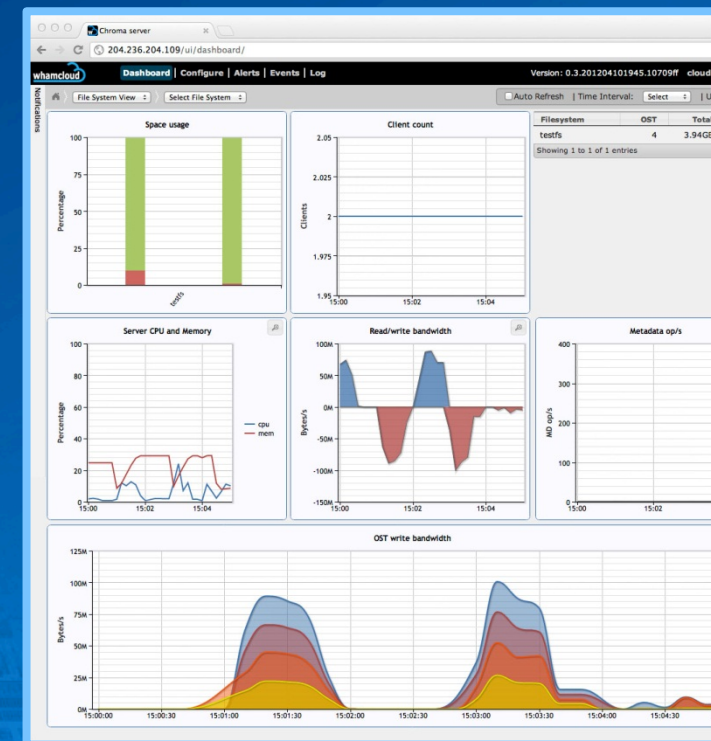 Chroma server
204.236.204.109/ui/dashboard/
whamcloud
Dashboard | Configure | Alerts | Events | Log
Version: 0.3.201204101945.10709ff cloud
Notifications
File System View
Select File System
Auto Refresh | Time Interval: Select | U
Space usage
100
75
50
25
0
Percentage
testfs
Client count
2.05
2.025
2
1.975
1.95
Clients
15:00 15:02 15:04
Filesystem OST Total
testfs 4 3.94GB
Showing 1 to 1 of 1 entries
Server CPU and Memory
100
80
60
40
20
0
Percentage
cpu
mem
15:00 15:02 15:04
Read/write bandwidth
100M
50M
0M
-50M
-100M
-150M
Bytes/s
15:00 15:02 15:04
Metadata op/s
400
300
200
100
0
MD op/s
15:00 15:02
OST write bandwidth
125M
100M
75M
50M
25M
0M
Bytes/s
15:00:00 15:00:30 15:01:00 15:01:30 15:02:00 15:02:30 15:03:00 15:03:30 15:04:00 15:04:30